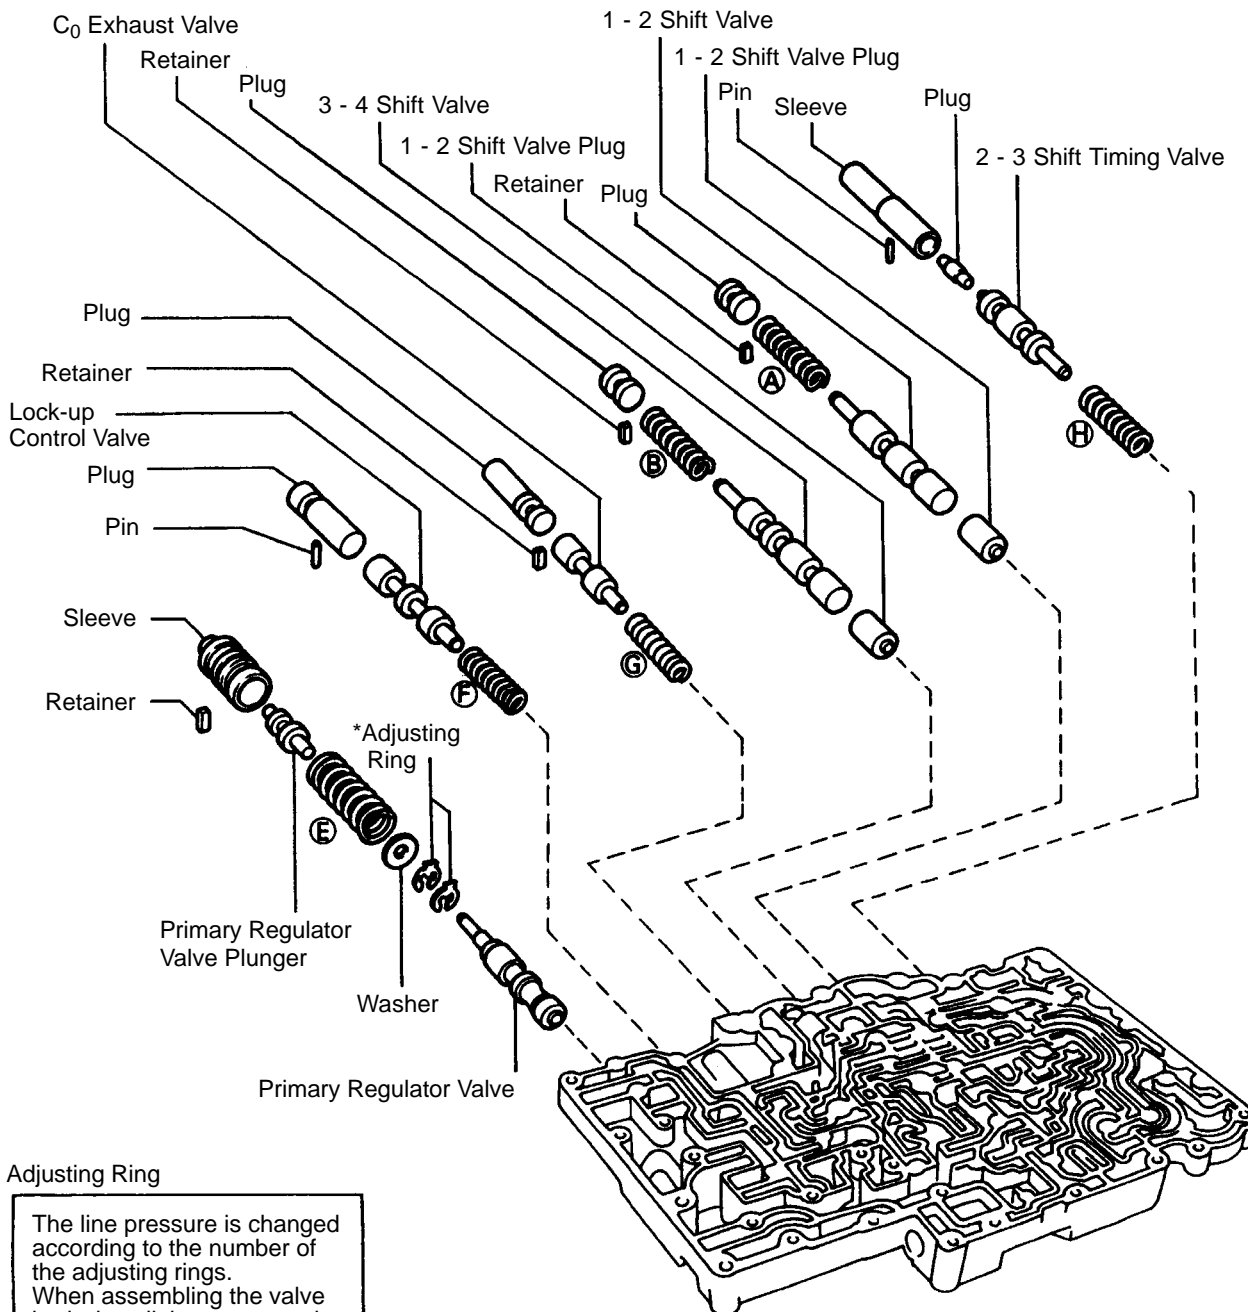 C₀ Exhaust Valve
Retainer
Plug
3 - 4 Shift Valve
1 - 2 Shift Valve Plug
Retainer
Plug
1 - 2 Shift Valve
1 - 2 Shift Valve Plug
Pin
Sleeve
Plug
2 - 3 Shift Timing Valve
Plug
Retainer
Lock-up
Control Valve
Plug
Pin
Sleeve
Retainer
A
B
H
G
F
E
*Adjusting
Ring
Primary Regulator
Valve Plunger
Washer
Primary Regulator Valve
Adjusting Ring
The line pressure is changed
according to the number of
the adjusting rings.
When assembling the valve